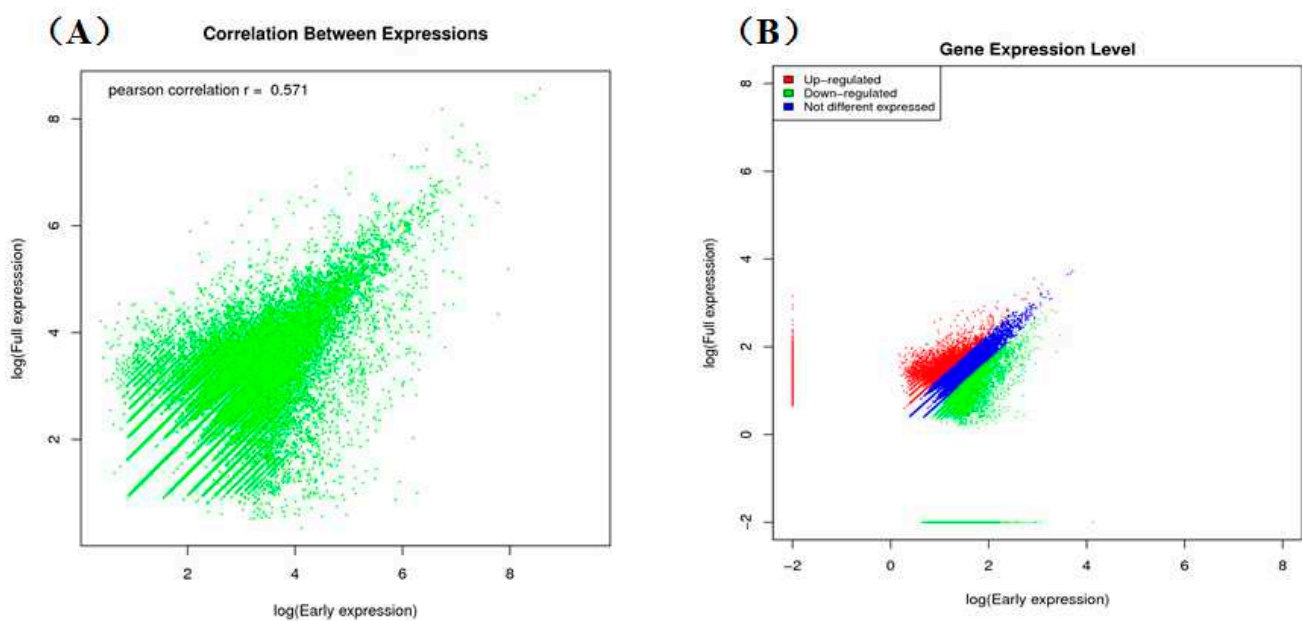 （A）
Correlation Between Expressions
pearson correlation r = 0.571
log(Full expresssion)
8
6
4
2
2 4 6 8
log(Early expression)
（B）
Gene Expression Level
Up-regulated
Down-regulated
Not different expressed
log(Full expresssion)
8
6
4
2
0
-2
-2 0 2 4 6 8
log(Early expression)